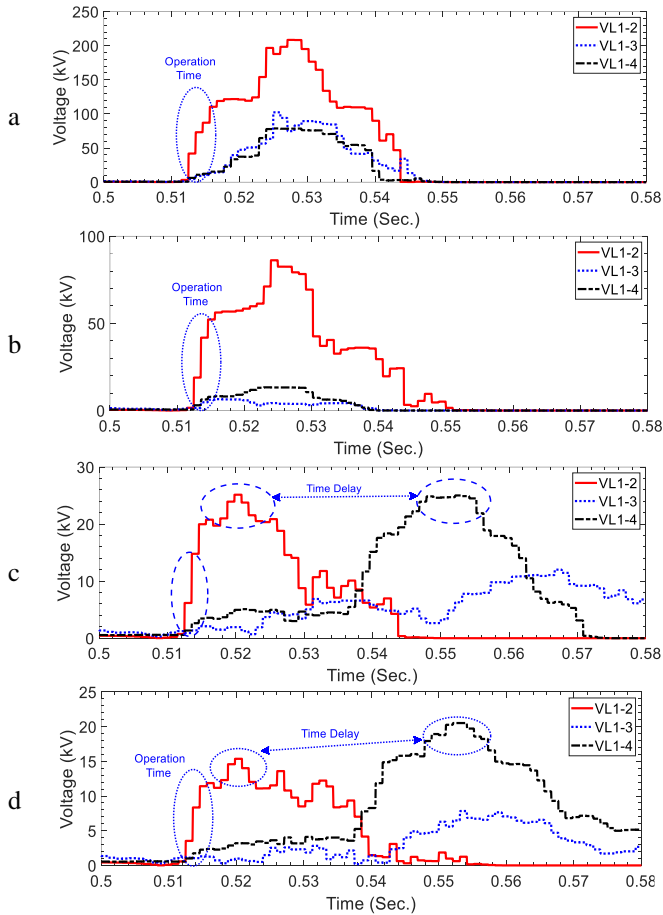 a
250
200
150
100
50
0
Voltage (kV)
Operation
Time
VL1-2
VL1-3
VL1-4
0.5 0.51 0.52 0.53 0.54 0.55 0.56 0.57 0.58
Time (Sec.)
b
100
50
0
Voltage (kV)
Operation
Time
VL1-2
VL1-3
VL1-4
0.5 0.51 0.52 0.53 0.54 0.55 0.56 0.57 0.58
Time (Sec.)
c
30
20
10
0
Voltage (kV)
Time Delay
VL1-2
VL1-3
VL1-4
0.5 0.51 0.52 0.53 0.54 0.55 0.56 0.57 0.58
Time (Sec.)
d
25
20
15
10
5
0
Voltage (kV)
Operation
Time
Time Delay
VL1-2
VL1-3
VL1-4
0.5 0.51 0.52 0.53 0.54 0.55 0.56 0.57 0.58
Time (Sec.)